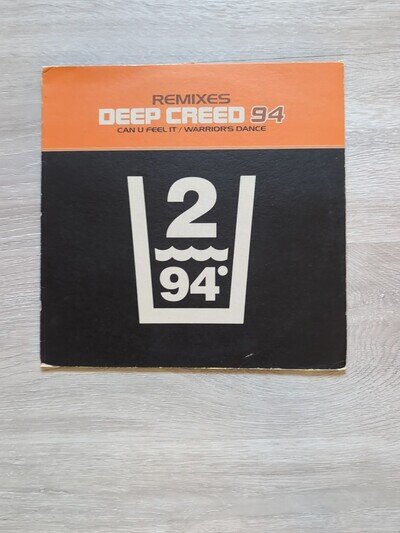 REMIXES
DEEP CREED 94
CAN U FEEL IT / WARRIOR'S DANCE
2
94°